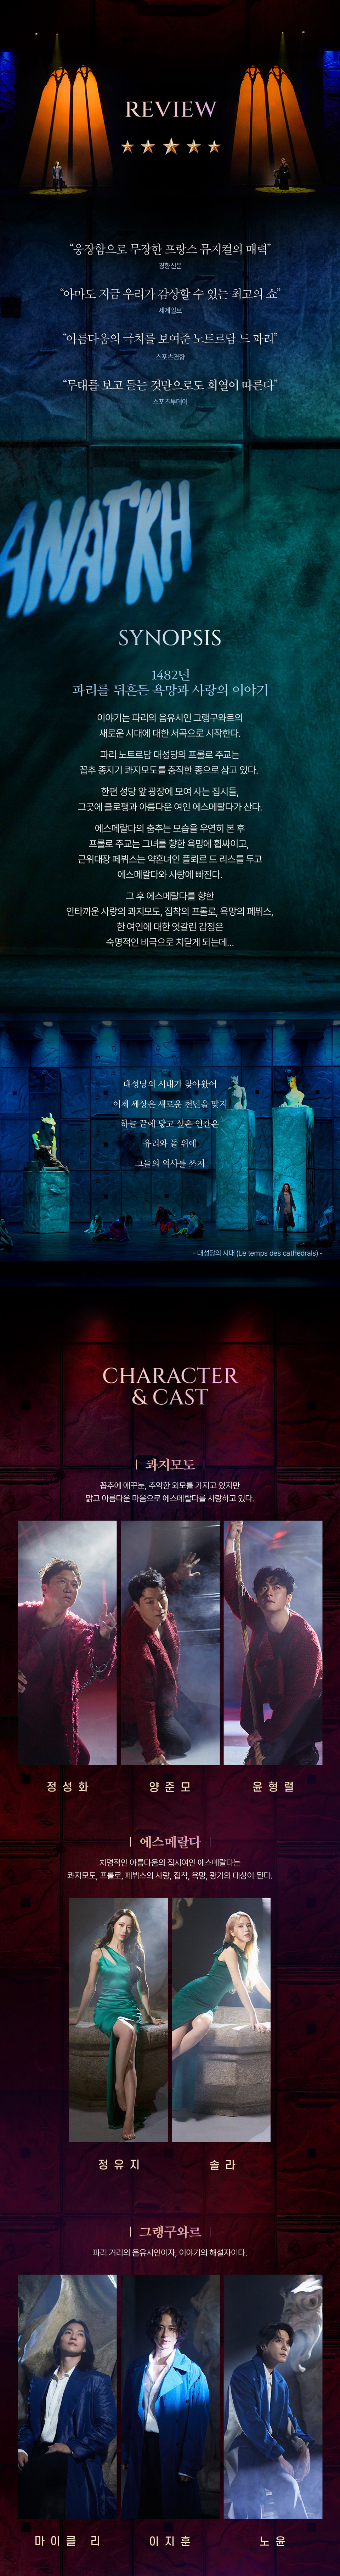 REVIEW
“웅장함으로 무장한 프랑스 뮤지컬의 매력”
경향신문
“아마도 지금 우리가 감상할 수 있는 최고의 쇼”
세계일보
“아름다움의 극치를 보여준 노트르담 드 파리”
스포츠경향
“무대를 보고 듣는 것만으로도 희열이 따른다”
스포츠투데이
ANATKH
SYNOPSIS
1482년
파리를 뒤흔든 욕망과 사랑의 이야기
이야기는 파리의 음유시인 그랭구와르의
새로운 시대에 대한 서곡으로 시작한다.
파리 노트르담 대성당의 프롤로 주교는
꼽추 종지기 콰지모도를 충직한 종으로 삼고 있다.
한편 성당 앞 광장에 모여 사는 집시들,
그곳에 클로팽과 아름다운 여인 에스메랄다가 산다.
에스메랄다의 춤추는 모습을 우연히 본 후
프롤로 주교는 그녀를 향한 욕망에 휩싸이고,
근위대장 페뷔스는 약혼녀인 플뢰르 드 리스를 두고
에스메랄다와 사랑에 빠진다.
그 후 에스메랄다를 향한
안타까운 사랑의 콰지모도, 집착의 프롤로, 욕망의 페뷔스,
한 여인에 대한 엇갈린 감정은
숙명적인 비극으로 치닫게 되는데...
대성당의 시대가 찾아왔어
이제 세상은 새로운 천년을 맞지
하늘 끝에 닿고 싶은 인간은
유리와 돌 위에
그들의 역사를 쓰지
- 대성당의 시대 (Le temps des cathedrals) -
CHARACTER
& CAST
콰지모도
꼽추에 애꾸눈, 추악한 외모를 가지고 있지만
맑고 아름다운 마음으로 에스메랄다를 사랑하고 있다.
정성화 양준모 윤형렬
에스메랄다
치명적인 아름다움의 집시여인 에스메랄다는
콰지모도, 프롤로, 페뷔스의 사랑, 집착, 욕망, 광기의 대상이 된다.
정유지 솔라
그랭구와르
파리 거리의 음유시인이자, 이야기의 해설자이다.
마이클 리 이지훈 노윤